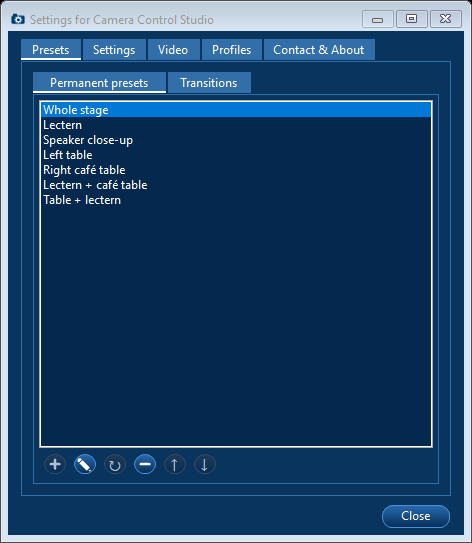 Settings for Camera Control Studio
Presets Settings Video Profiles Contact & About
Permanent presets Transitions
Whole stage
Lectern
Speaker close-up
Left table
Right café table
Lectern + café table
Table + lectern
Close